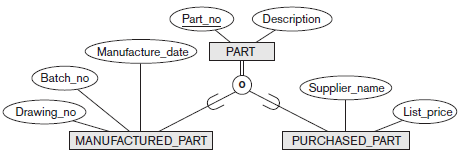 Part_no Description
Manufacture_date PART
Batch_no o Supplier_name
Drawing_no List_price
MANUFACTURED_PART PURCHASED_PART